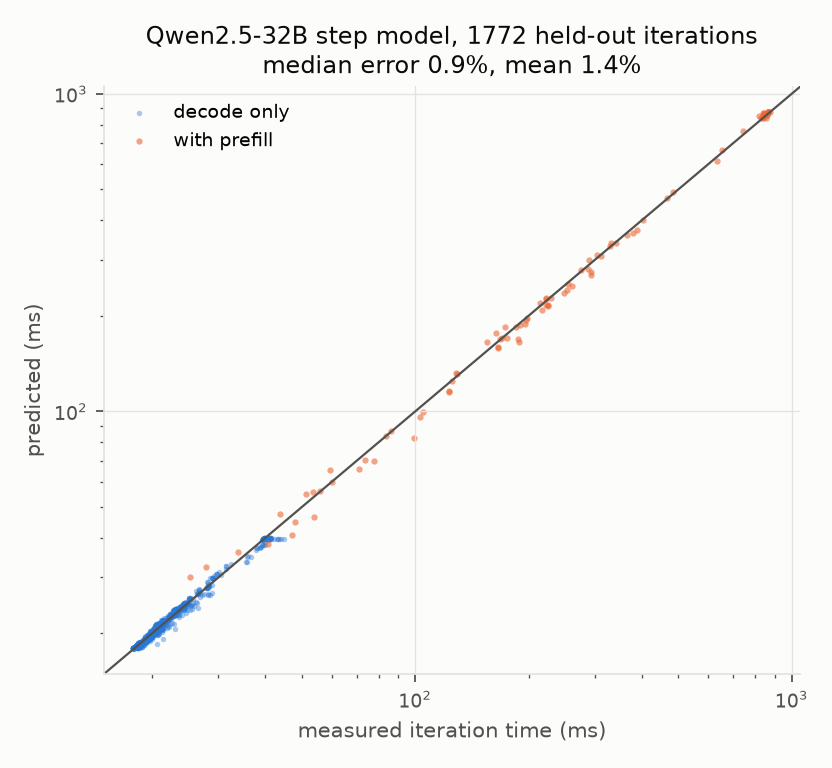 Qwen2.5-32B step model, 1772 held-out iterations
median error 0.9%, mean 1.4%
decode only
with prefill
predicted (ms)
10³
10²
10²
10³
measured iteration time (ms)